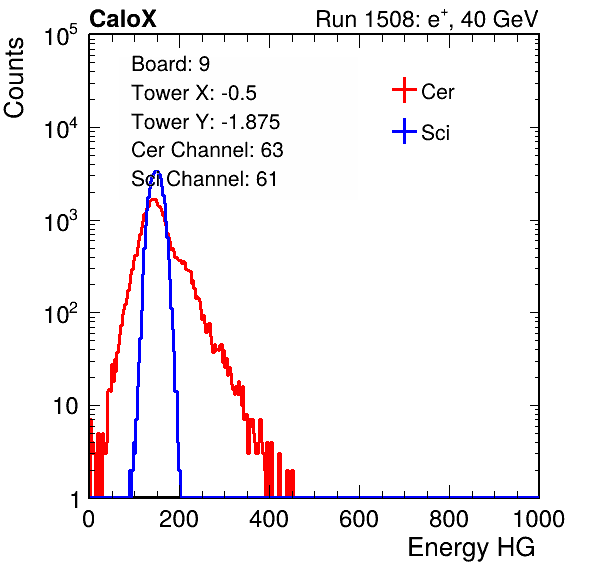 CaloX Run 1508: e+, 40 GeV
Counts
Board: 9
Tower X: -0.5
Tower Y: -1.875
Cer Channel: 63
Sci Channel: 61
Cer
Sci
10^5
10^4
10^3
10^2
10
1
0 200 400 600 800 1000
Energy HG